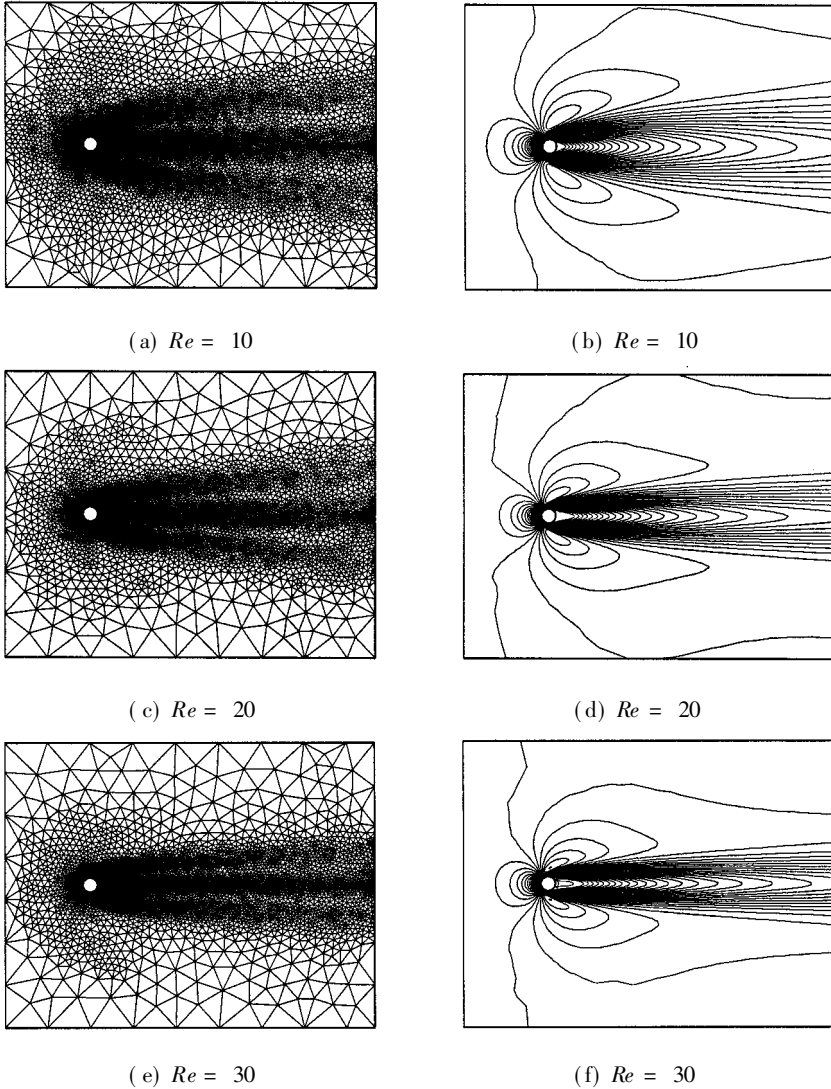 (a) Re = 10
(b) Re = 10
(c) Re = 20
(d) Re = 20
(e) Re = 30
(f) Re = 30